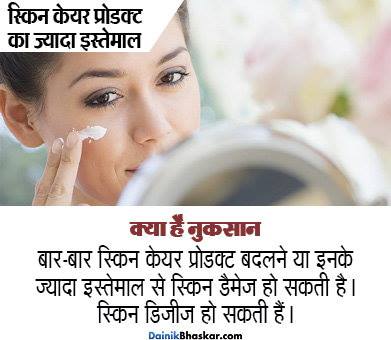 स्किन केयर प्रोडक्ट
का ज्यादा इस्तेमाल
क्या हैं नुकसान
बार-बार स्किन केयर प्रोडक्ट बदलने या इनके
ज्यादा इस्तेमाल से स्किन डैमेज हो सकती है।
स्किन डिजीज हो सकती हैं।
DainikBhaskar.com